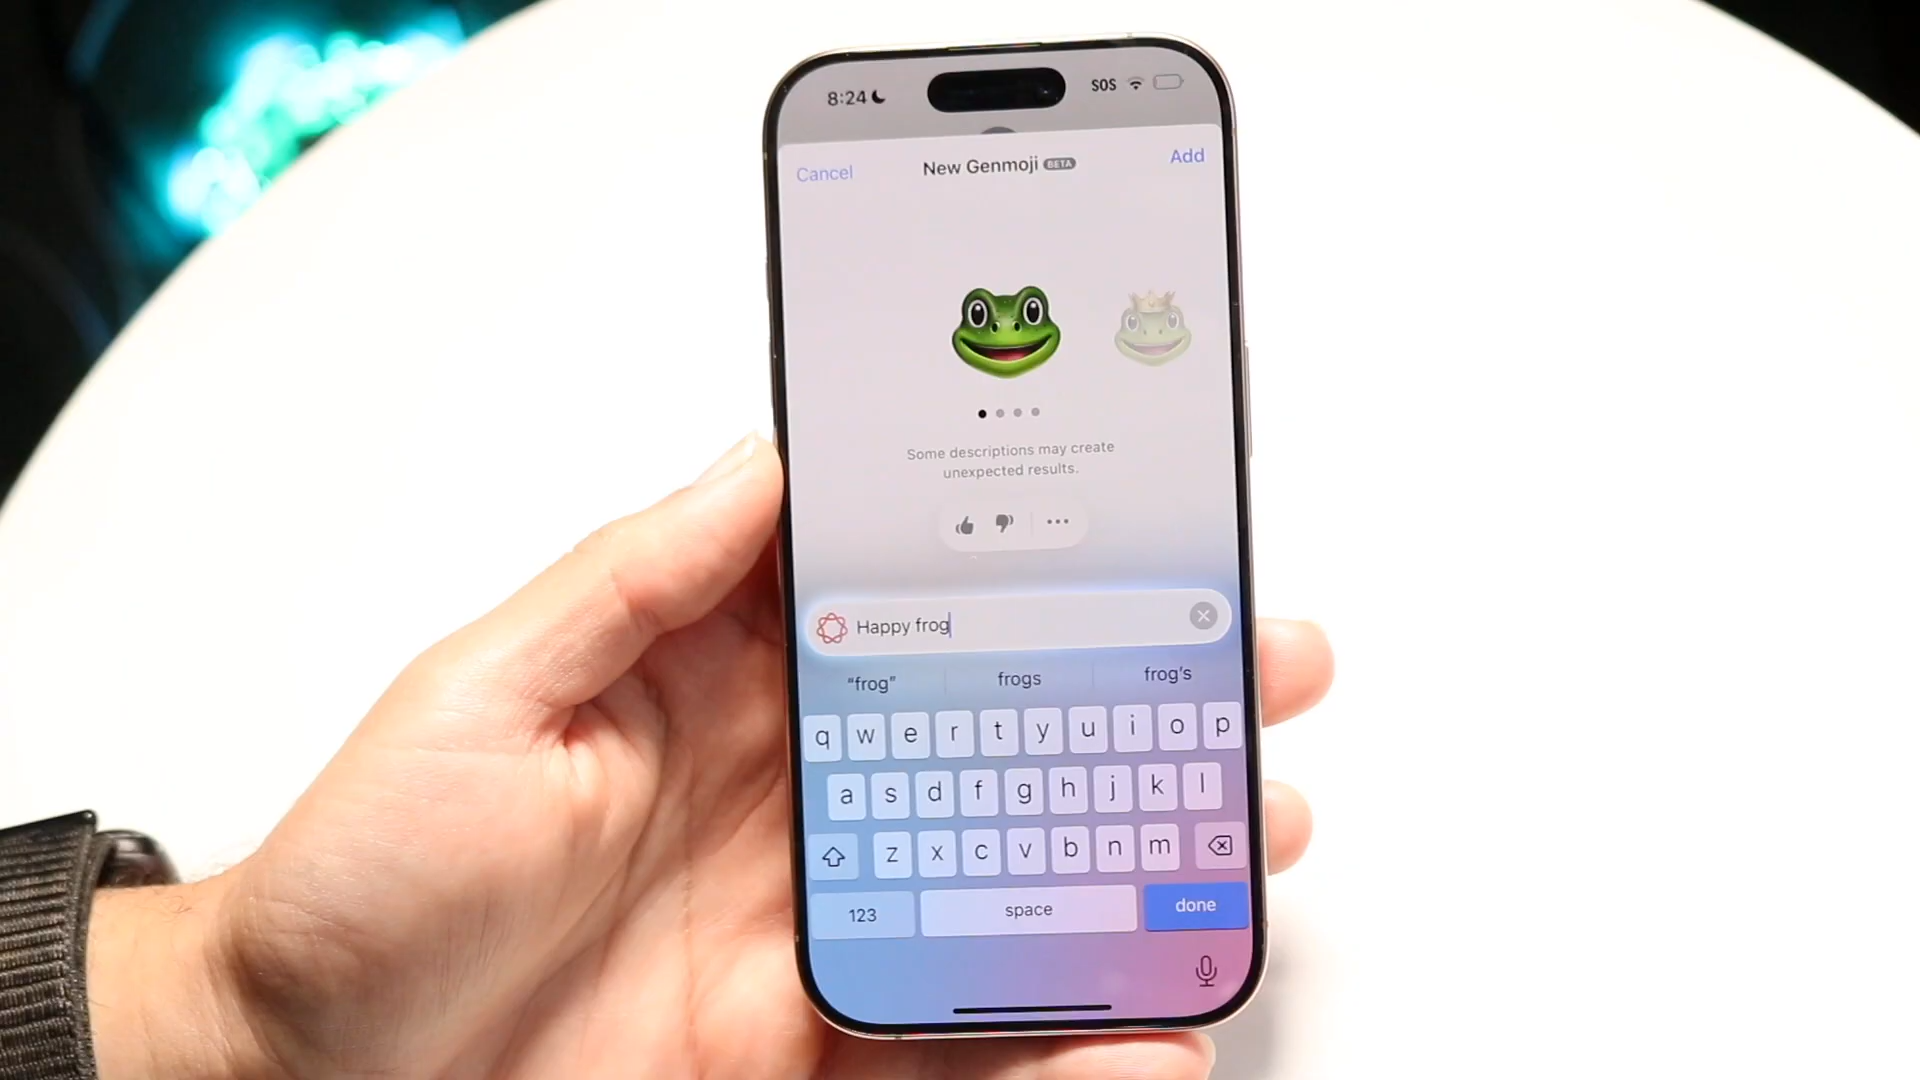 8:24 SOS
Cancel New Genmoji BETA Add
Some descriptions may create
unexpected results.
Happy frog
“frog” frogs frog’s
q w e r t y u i o p
a s d f g h j k l
z x c v b n m
123 space done